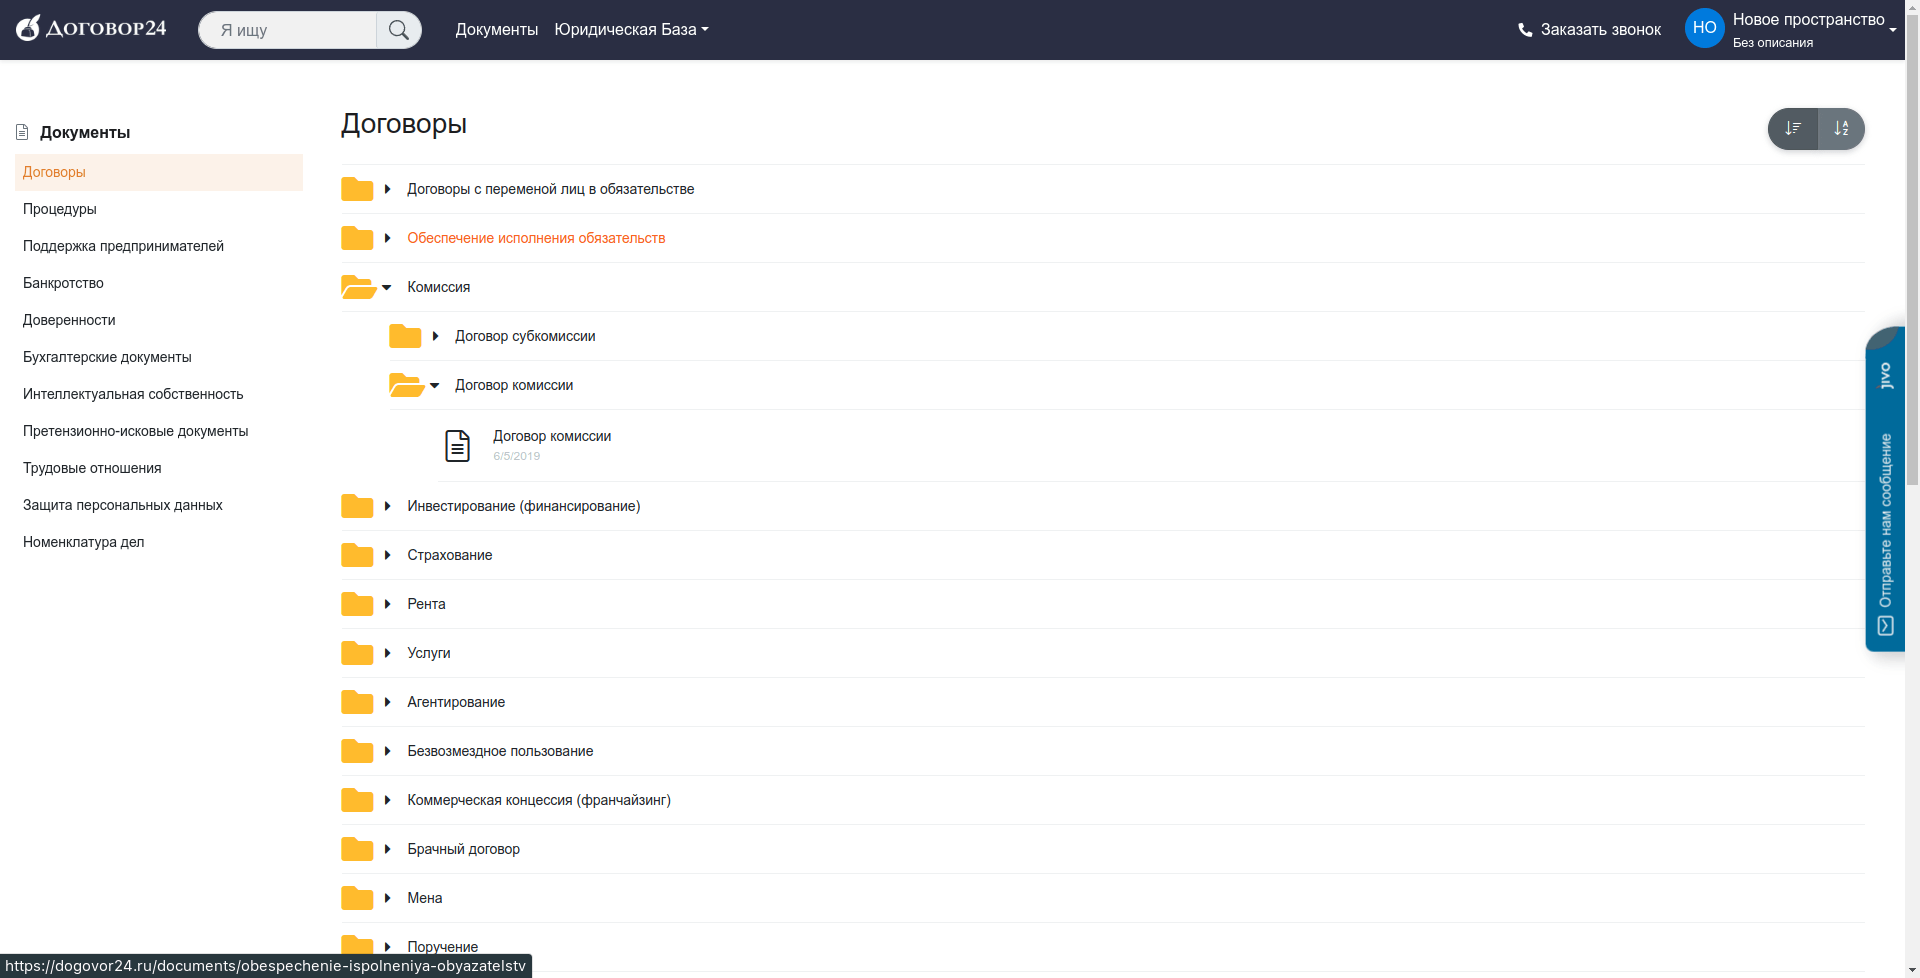 Договор24
Я ищу
Документы
Юридическая База
Заказать звонок
НО
Новое пространство
Без описания
Документы
Договоры
Процедуры
Поддержка предпринимателей
Банкротство
Доверенности
Бухгалтерские документы
Интеллектуальная собственность
Претензионно-исковые документы
Трудовые отношения
Защита персональных данных
Номенклатура дел
Договоры
A
Z
Договоры с переменой лиц в обязательстве
Обеспечение исполнения обязательств
Комиссия
Договор субкомиссии
Договор комиссии
Договор комиссии
6/5/2019
Инвестирование (финансирование)
Страхование
Рента
Услуги
Агентирование
Безвозмездное пользование
Коммерческая концессия (франчайзинг)
Брачный договор
Мена
Поручение
jivo
Отправьте нам сообщение
https://dogovor24.ru/documents/obespechenie-ispolneniya-obyazatelstv